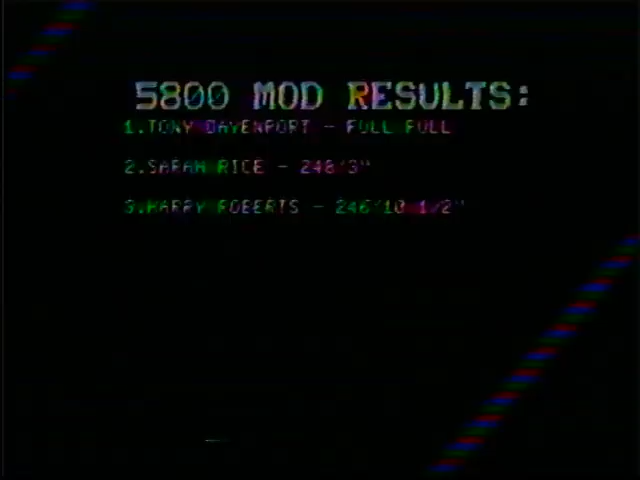 5800 MOD RESULTS:
1.TONY DAVENPORT - FULL PULL
2.SARAH RICE - 248'3"
3.HARRY ROBERTS - 246'10 1/2"